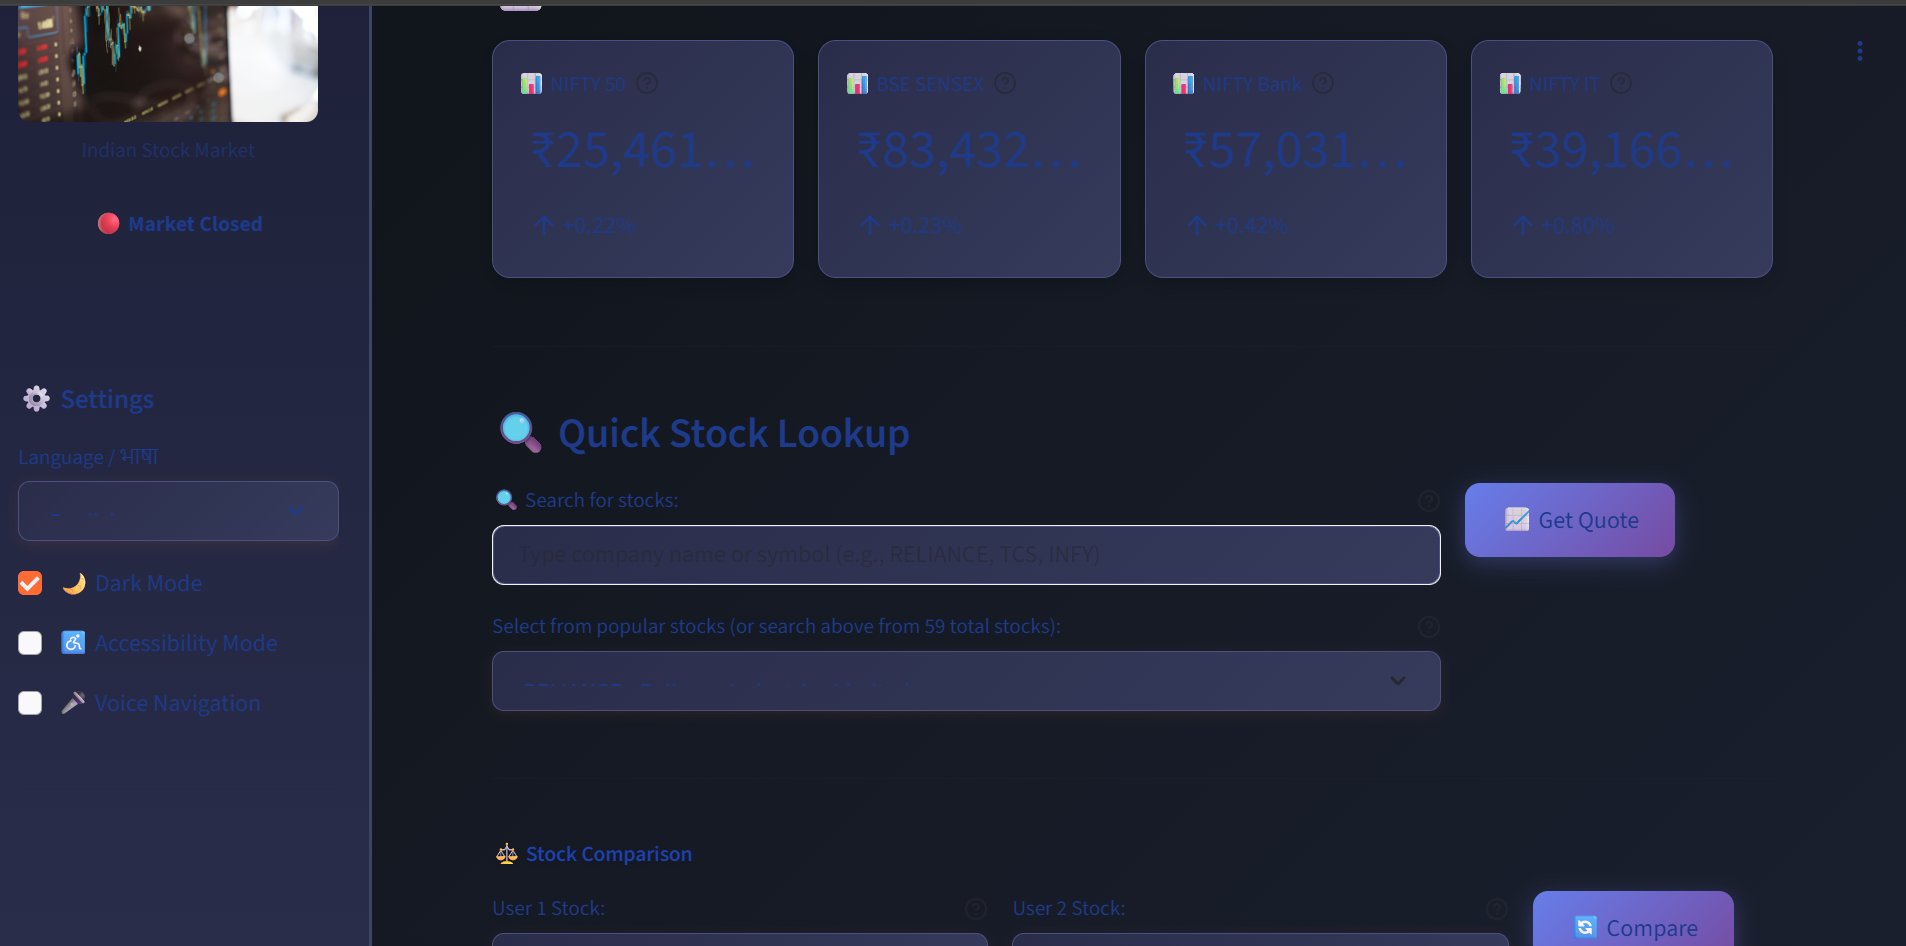 Indian Stock Market
Market Closed
Settings
Language / भाषा
Dark Mode
Accessibility Mode
Voice Navigation
NIFTY 50
₹25,461...
+0.22%
BSE SENSEX
₹83,432...
+0.23%
NIFTY Bank
₹57,031...
+0.42%
NIFTY IT
₹39,166...
+0.80%
Quick Stock Lookup
Search for stocks:
Type company name or symbol (e.g., RELIANCE, TCS, INFY)
Get Quote
Select from popular stocks (or search above from 59 total stocks):
Stock Comparison
User 1 Stock:
User 2 Stock:
Compare